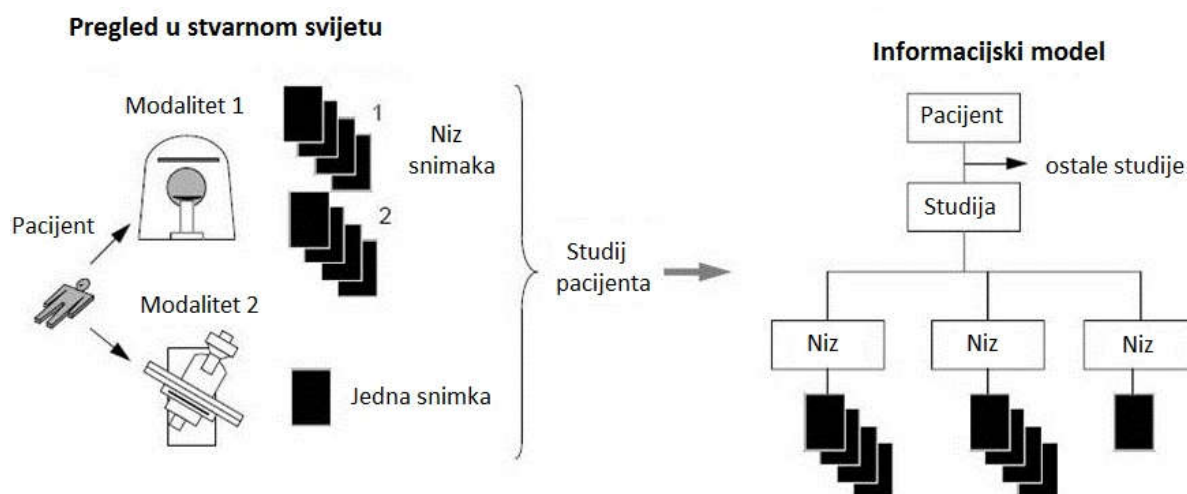 Pregled u stvarnom svijetu
Modalitet 1
1
Niz
snimaka
2
Pacijent
Modalitet 2
Jedna snimka
Studij
pacijenta
Informacijski model
Pacijent
ostale studije
Studija
Niz
Niz
Niz